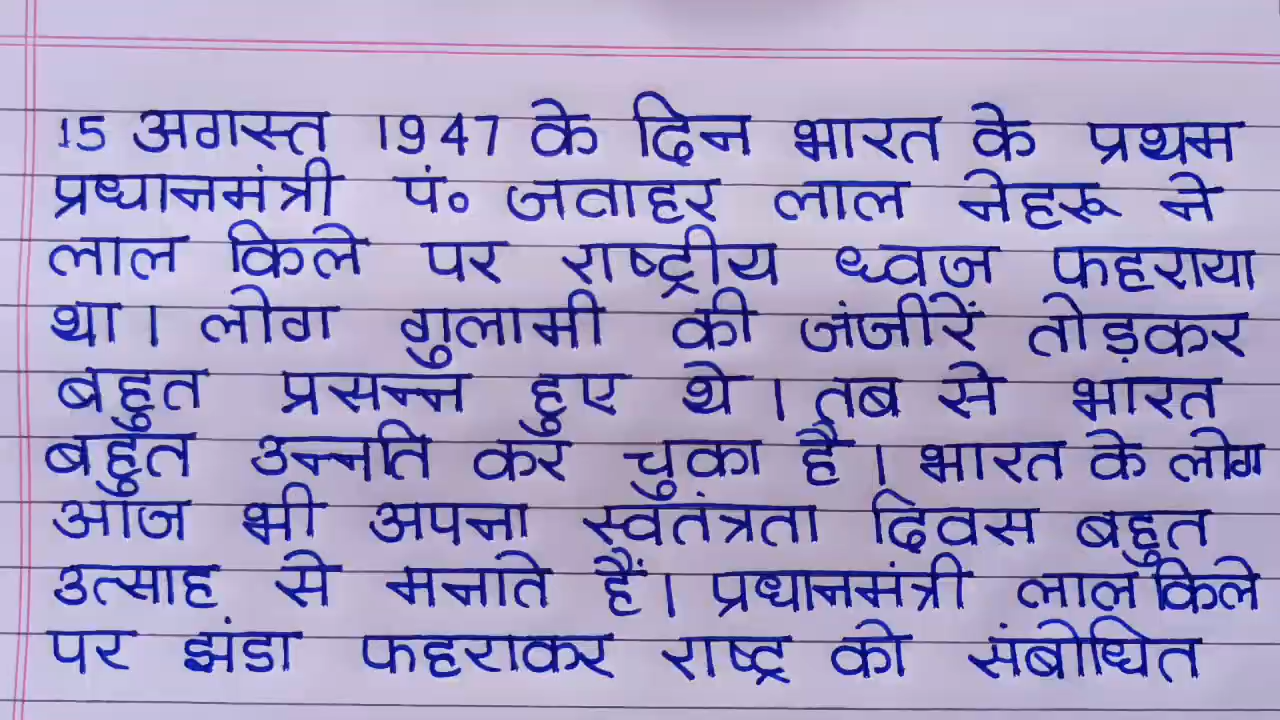 15 अगस्त 1947 के दिन भारत के प्रथम
प्रधानमंत्री पं० जवाहर लाल नेहरू ने
लाल किले पर राष्ट्रीय ध्वज फहराया
था। लोग गुलामी की जंजीरें तोड़कर
बहुत प्रसन्न हुए थे। तब से भारत
बहुत उन्नति कर चुका है। भारत के लोग
आज भी अपना स्वतंत्रता दिवस बहुत
उत्साह से मनाते हैं। प्रधानमंत्री लाल किले
पर झंडा फहराकर राष्ट्र को संबोधित